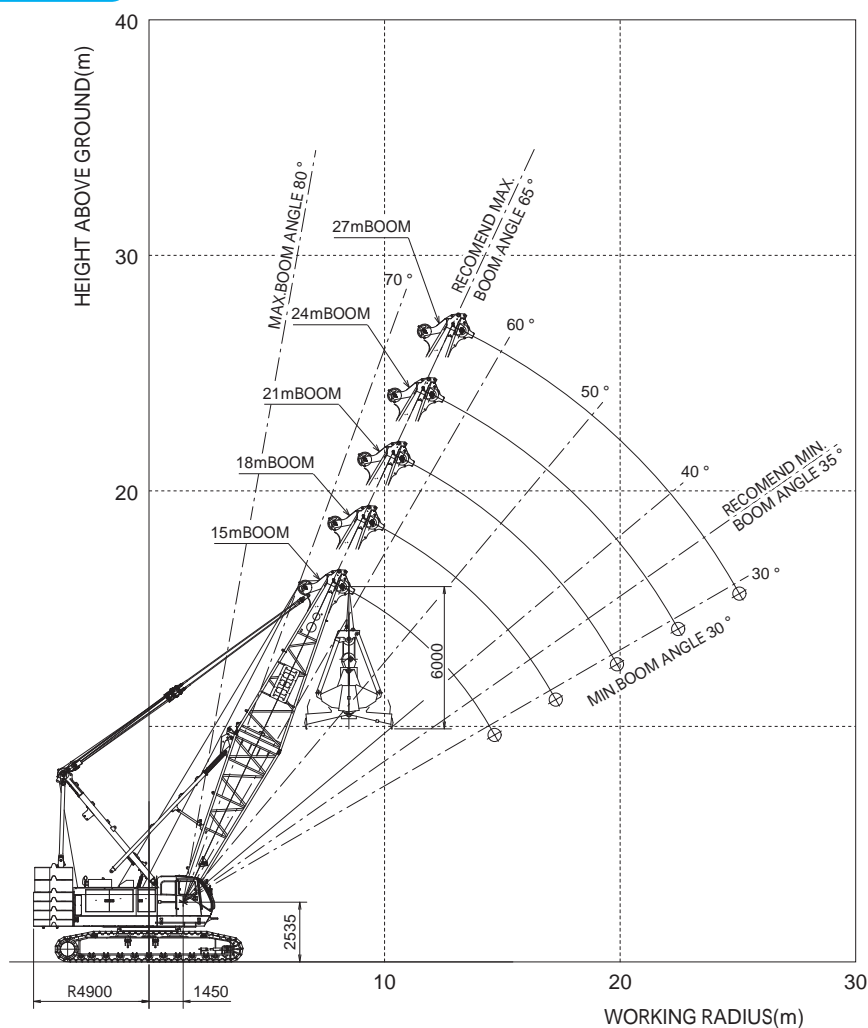 40
HEIGHT ABOVE GROUND(m)
MAX.BOOM ANGLE 80 °
RECOMEND MAX.
BOOM ANGLE 65 °
30
27mBOOM
70 °
24mBOOM
60 °
21mBOOM
50 °
18mBOOM
40 °
RECOMEND MIN.
BOOM ANGLE 35 °
20
15mBOOM
30 °
6000
MIN.BOOM ANGLE 30 °
2535
R4900
1450
10
20
30
WORKING RADIUS(m)